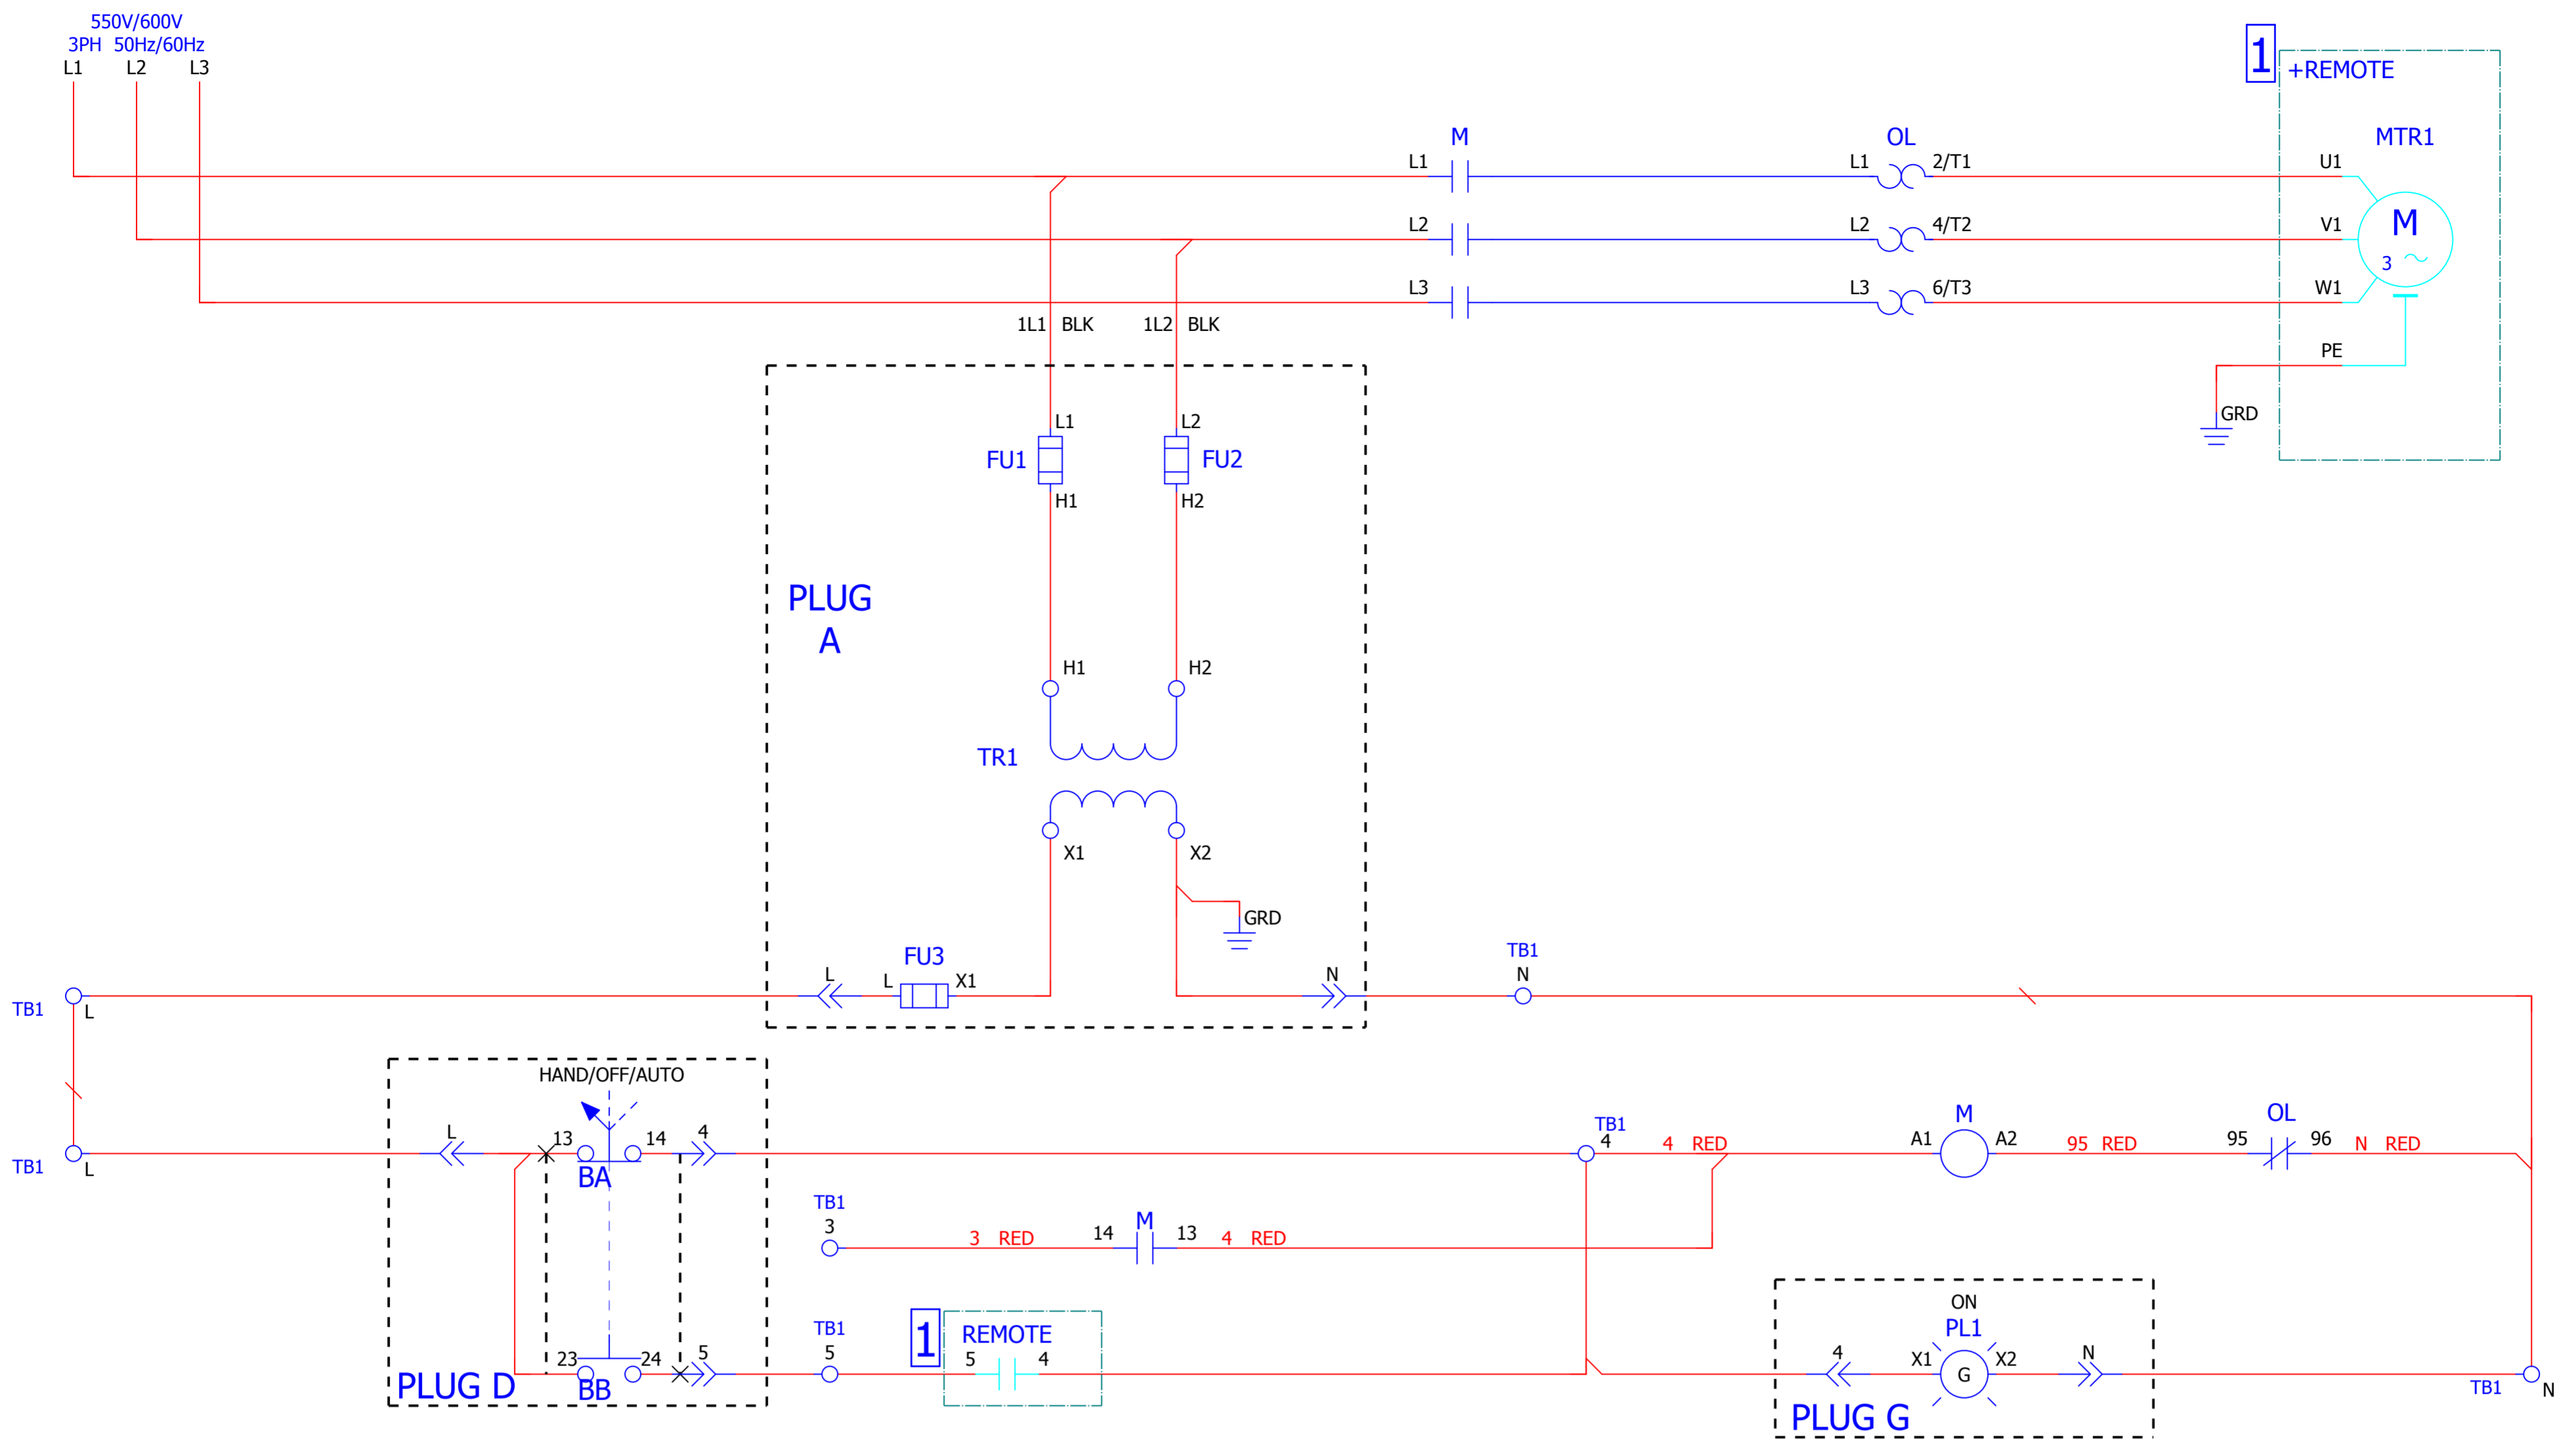 550V/600V
3PH 50Hz/60Hz
L1 L2 L3
1 +REMOTE
M OL MTR1
L1 L1 2/T1 U1
L2 L2 4/T2 V1
M
3
L3 L3 6/T3 W1
1L1 BLK 1L2 BLK
PE
GRD
L1 L2
FU1 FU2
H1 H2
PLUG
A
H1 H2
TR1
X1 X2
GRD
FU3
TB1
L L X1 N N
TB1 L
HAND/OFF/AUTO
L 13 14 4
BA
TB1 L
TB1
4 4 RED
M
A1 A2 95 RED
OL
95 96 N RED
TB1
3 3 RED 14 M 13 4 RED
TB1
5
1 REMOTE
5 4
23 24 5
BB
PLUG D
ON
PL1
4 X1 G X2 N
PLUG G
TB1 N